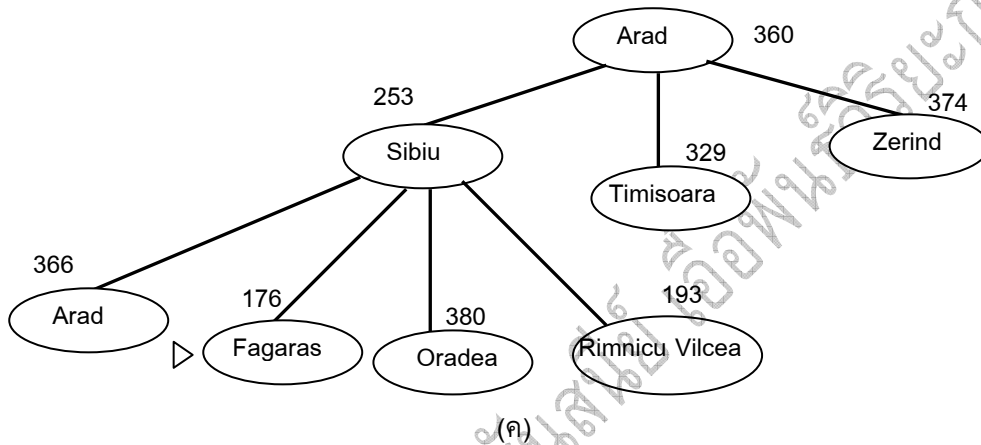 Arad 360
253
374
Sibiu
Zerind
329
Timisoara
366
176
193
Arad
380
Fagaras
Oradea
Rimnicu Vilcea
(ค)